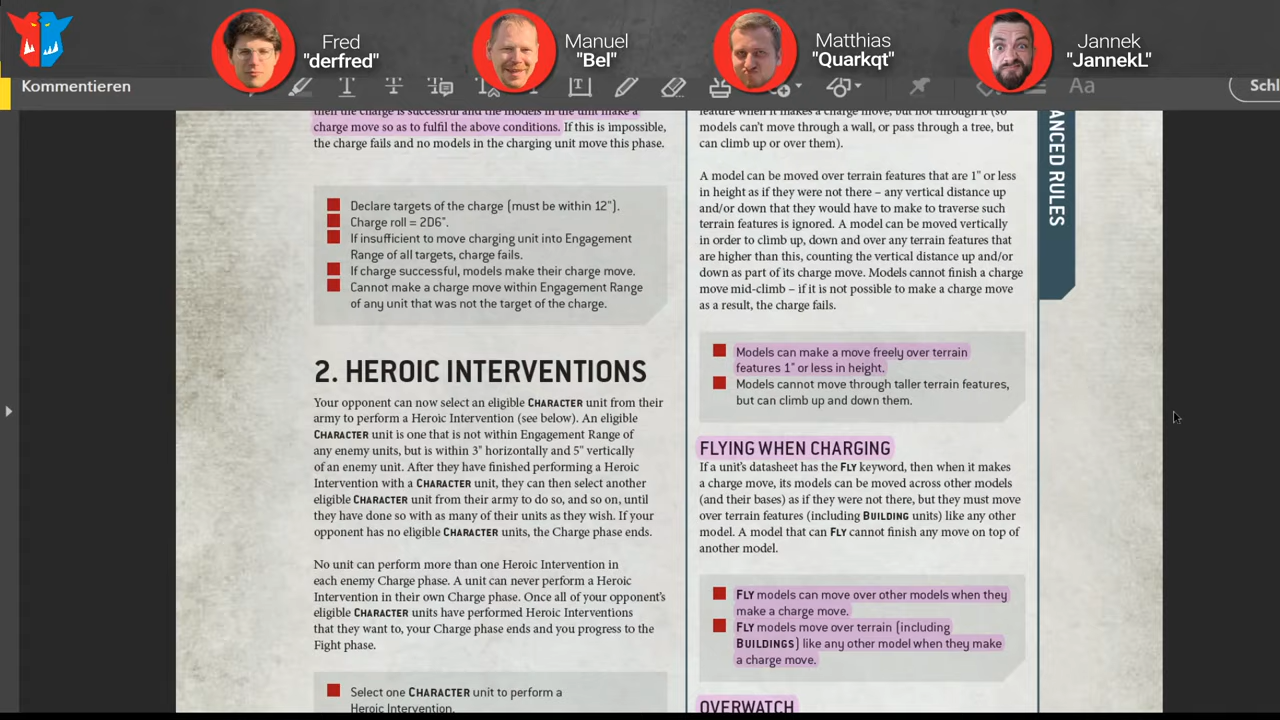 Fred
"derfred"
Manuel
"Bel"
Matthias
"Quarkqt"
Jannek
"JannekL"
Kommentieren
Aa
Schl
then the charge is successful and the models in the unit make a
charge move so as to fulfil the above conditions. If this is impossible,
the charge fails and no models in the charging unit move this phase.
Declare targets of the charge (must be within 12").
Charge roll = 2D6".
If insufficient to move charging unit into Engagement
Range of all targets, charge fails.
If charge successful, models make their charge move.
Cannot make a charge move within Engagement Range
of any unit that was not the target of the charge.
2. HEROIC INTERVENTIONS
Your opponent can now select an eligible CHARACTER unit from their
army to perform a Heroic Intervention (see below). An eligible
CHARACTER unit is one that is not within Engagement Range of
any enemy units, but is within 3" horizontally and 5" vertically
of an enemy unit. After they have finished performing a Heroic
Intervention with a CHARACTER unit, they can then select another
eligible CHARACTER unit from their army to do so, and so on, until
they have done so with as many of their units as they wish. If your
opponent has no eligible CHARACTER units, the Charge phase ends.
No unit can perform more than one Heroic Intervention in
each enemy Charge phase. A unit can never perform a Heroic
Intervention in their own Charge phase. Once all of your opponent's
eligible CHARACTER units have performed Heroic Interventions
that they want to, your Charge phase ends and you progress to the
Fight phase.
Select one CHARACTER unit to perform a
Heroic Intervention.
feature when it makes a charge move, but not through it (so
models can't move through a wall, or pass through a tree, but
can climb up or over them).
A model can be moved over terrain features that are 1" or less
in height as if they were not there – any vertical distance up
and/or down that they would have to make to traverse such
terrain features is ignored. A model can be moved vertically
in order to climb up, down and over any terrain features that
are higher than this, counting the vertical distance up and/or
down as part of its charge move. Models cannot finish a charge
move mid-climb – if it is not possible to make a charge move
as a result, the charge fails.
Models can make a move freely over terrain
features 1" or less in height.
Models cannot move through taller terrain features,
but can climb up and down them.
FLYING WHEN CHARGING
If a unit's datasheet has the FLY keyword, then when it makes
a charge move, its models can be moved across other models
(and their bases) as if they were not there, but they must move
over terrain features (including BUILDING units) like any other
model. A model that can FLY cannot finish any move on top of
another model.
FLY models can move over other models when they
make a charge move.
FLY models move over terrain (including
BUILDINGS) like any other model when they make
a charge move.
OVERWATCH
ANCED RULES